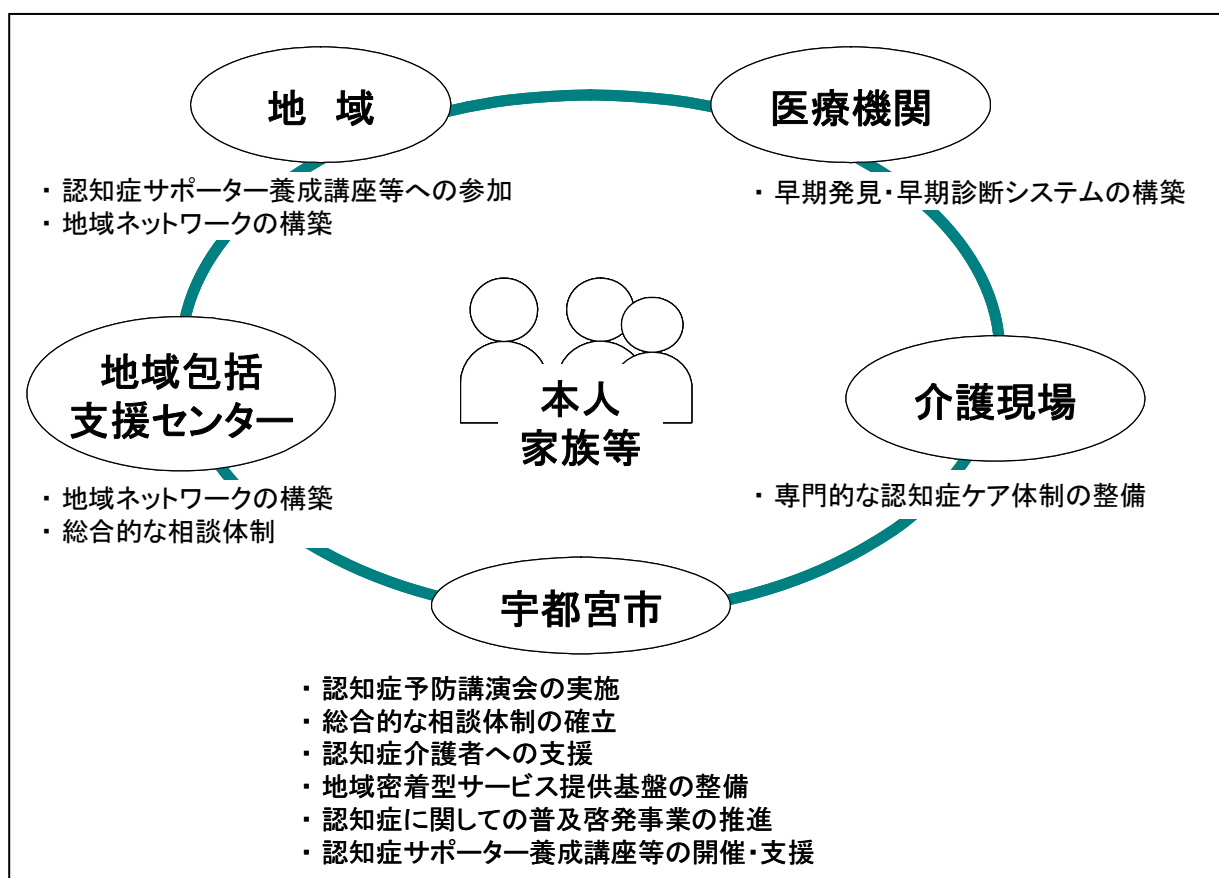 地 域
・ 認知症サポーター養成講座等への参加
・ 地域ネットワークの構築
医療機関
・ 早期発見・早期診断システムの構築
地域包括
支援センター
・ 地域ネットワークの構築
・ 総合的な相談体制
本人
家族等
介護現場
・ 専門的な認知症ケア体制の整備
宇都宮市
・ 認知症予防講演会の実施
・ 総合的な相談体制の確立
・ 認知症介護者への支援
・ 地域密着型サービス提供基盤の整備
・ 認知症に関しての普及啓発事業の推進
・ 認知症サポーター養成講座等の開催・支援